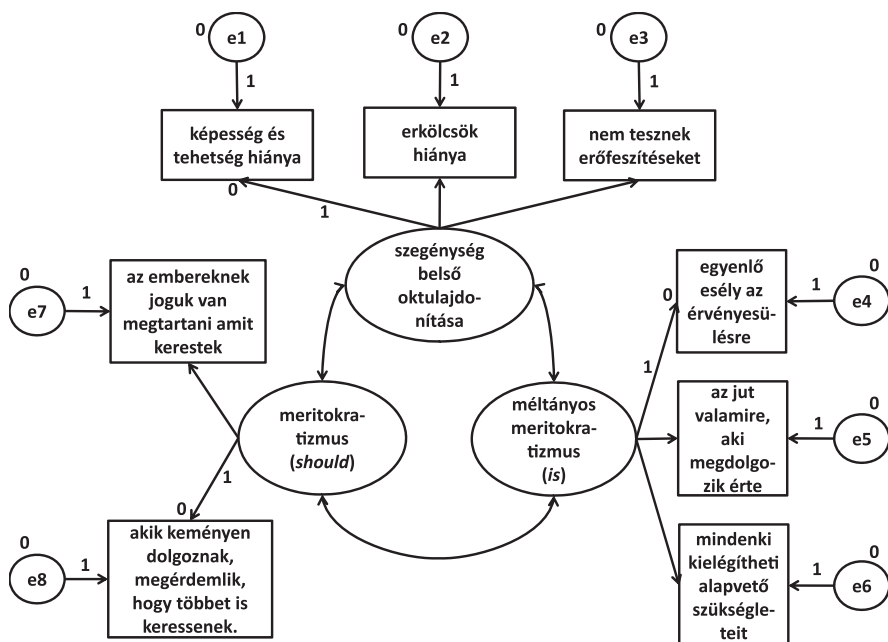 0
e1
1
0
e2
1
0
e3
1
képesség és
tehetség hiánya
0
erkölcsök
hiánya
nem tesznek
erőfeszítéseket
1
szegénység
belső
oktulajdo-
nítása
0
e7
1
az embereknek
joguk van
megtartani amit
kerestek
egyenlő
esély az
érvényesü-
lésre
0
1
0
e4
1
meritokra-
tizmus
(should)
1
0
méltányos
meritokra-
tizmus
(is)
az jut
valamire,
aki
megdolgo-
zik érte
1
0
e5
0
e8
1
akik keményen
dolgoznak,
megérdemlik,
hogy többet is
keressenek.
mindenki
kielégítheti
alapvető
szükségle-
teit
1
0
e6